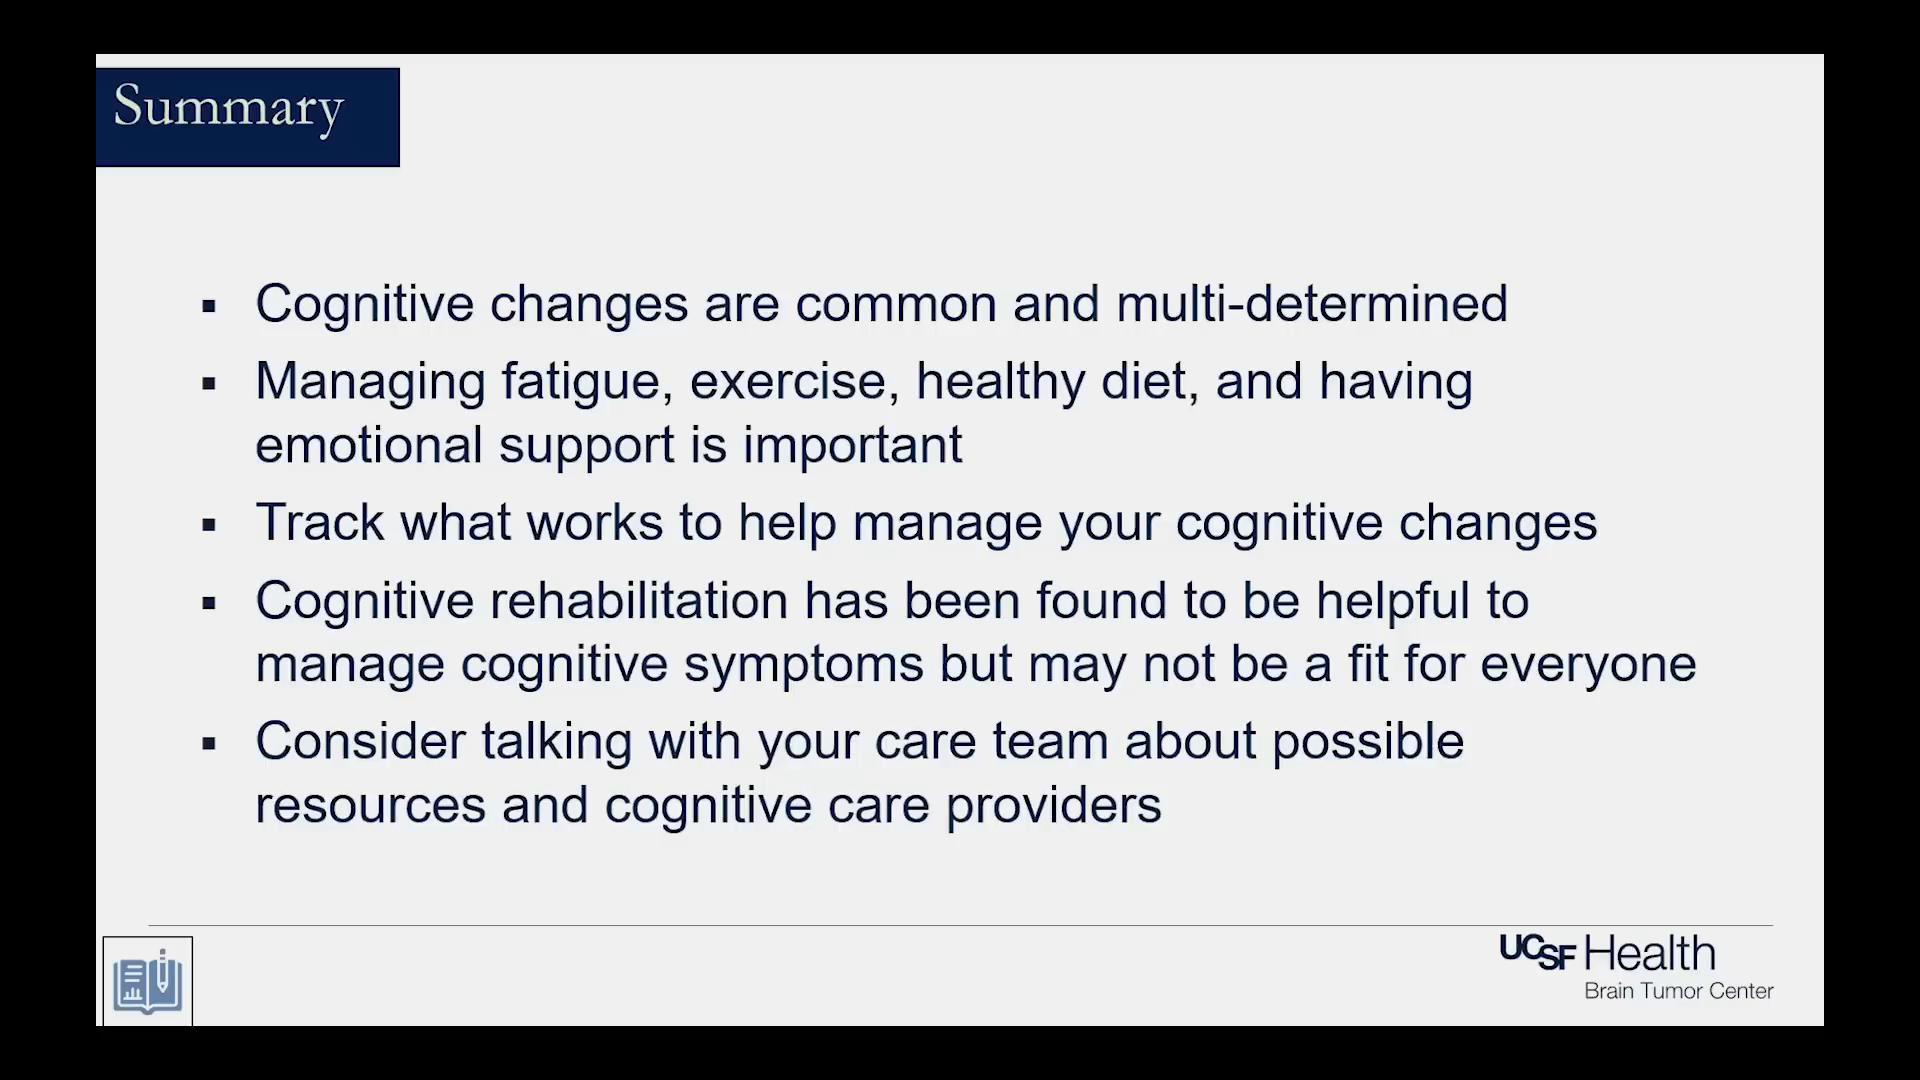 Summary
▪ Cognitive changes are common and multi-determined
▪ Managing fatigue, exercise, healthy diet, and having
emotional support is important
▪ Track what works to help manage your cognitive changes
▪ Cognitive rehabilitation has been found to be helpful to
manage cognitive symptoms but may not be a fit for everyone
▪ Consider talking with your care team about possible
resources and cognitive care providers
UCSF Health
Brain Tumor Center